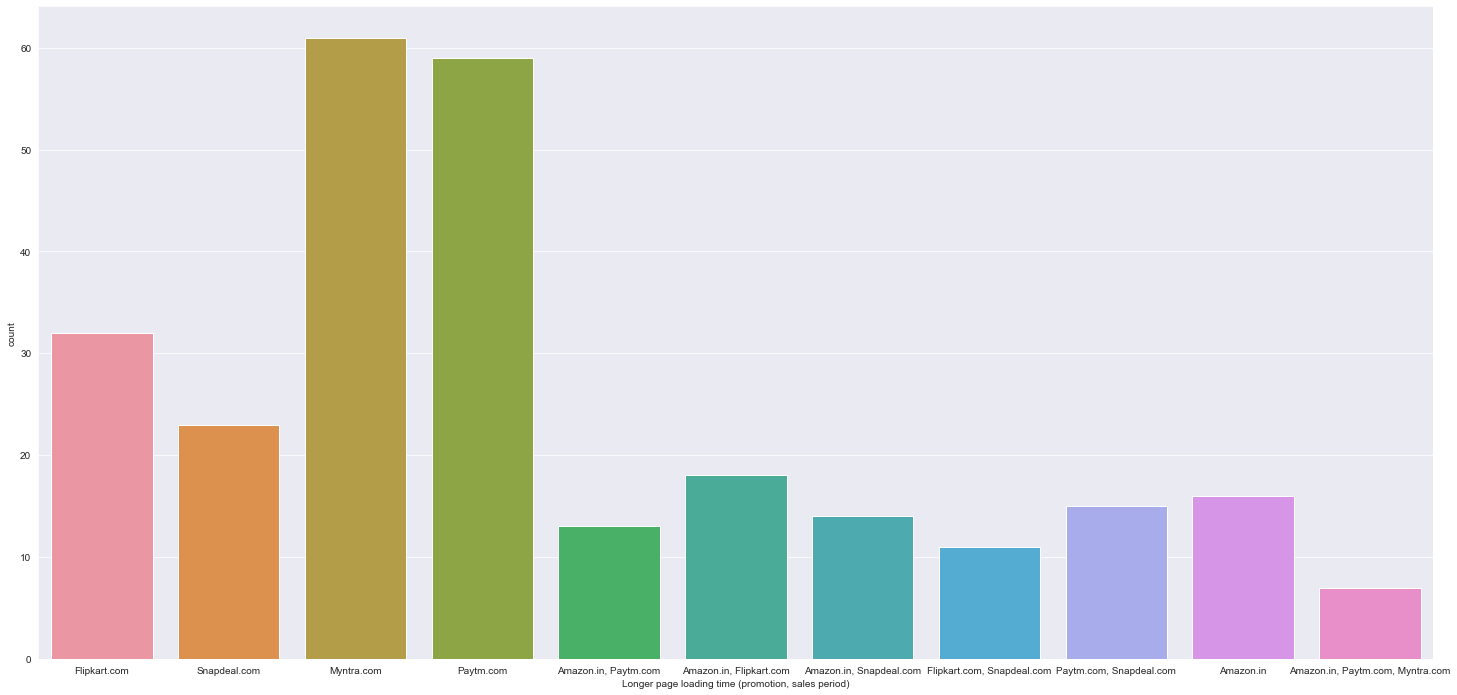 60
50
40
30
20
10
0
count
Flipkart.com Snapdeal.com Myntra.com Paytm.com Amazon.in, Paytm.com Amazon.in, Flipkart.com Amazon.in, Snapdeal.com Flipkart.com, Snapdeal.com Paytm.com, Snapdeal.com Amazon.in Amazon.in, Paytm.com, Myntra.com
Longer page loading time (promotion, sales period)